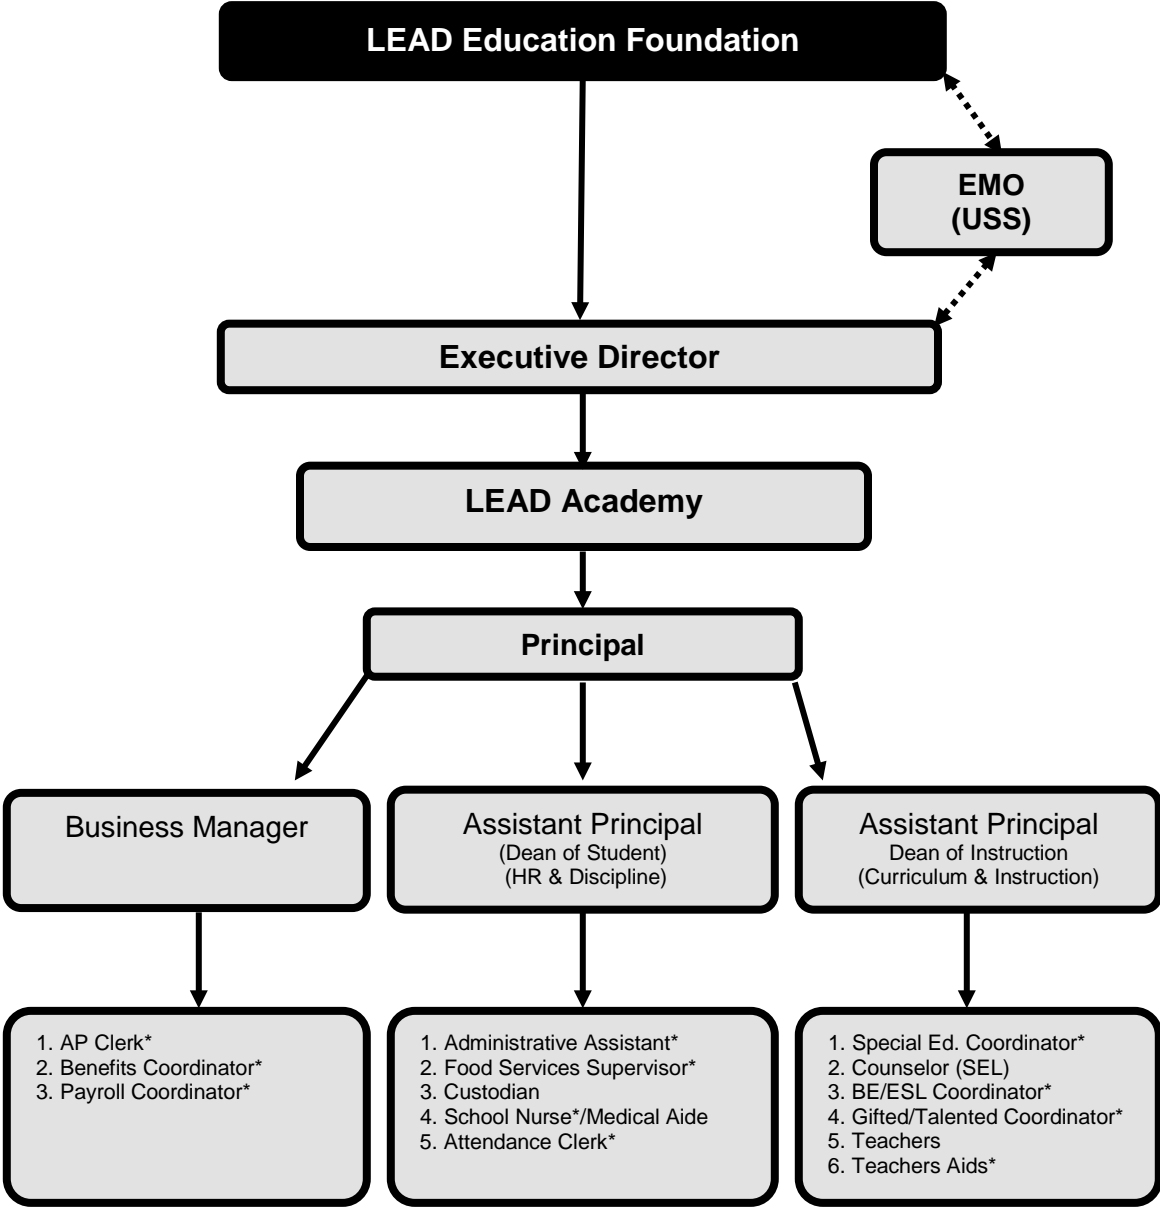 LEAD Education Foundation
EMO
(USS)
Executive Director
LEAD Academy
Principal
Business Manager
Assistant Principal
(Dean of Student)
(HR & Discipline)
Assistant Principal
Dean of Instruction
(Curriculum & Instruction)
1. AP Clerk*
2. Benefits Coordinator*
3. Payroll Coordinator*
1. Administrative Assistant*
2. Food Services Supervisor*
3. Custodian
4. School Nurse*/Medical Aide
5. Attendance Clerk*
1. Special Ed. Coordinator*
2. Counselor (SEL)
3. BE/ESL Coordinator*
4. Gifted/Talented Coordinator*
5. Teachers
6. Teachers Aids*